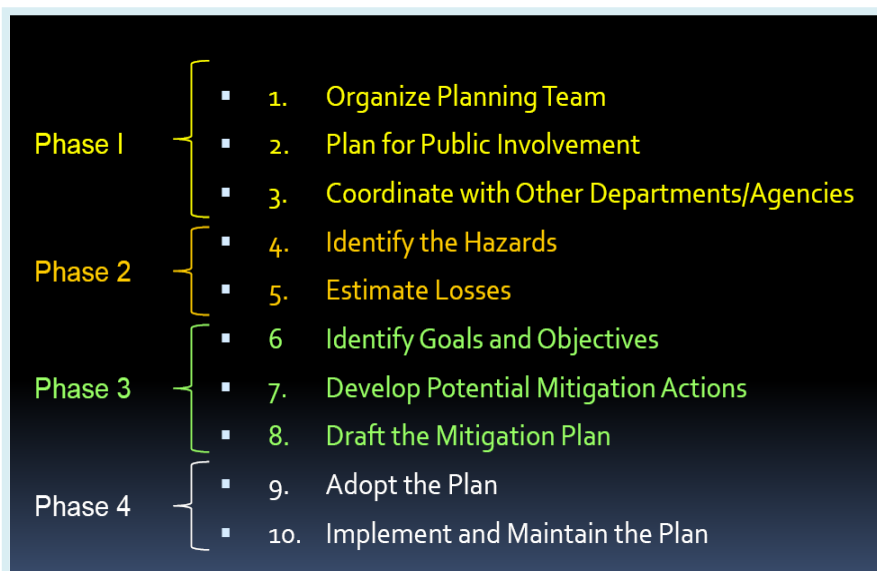 Phase I
1. Organize Planning Team
2. Plan for Public Involvement
3. Coordinate with Other Departments/Agencies
Phase 2
4. Identify the Hazards
5. Estimate Losses
Phase 3
6 Identify Goals and Objectives
7. Develop Potential Mitigation Actions
8. Draft the Mitigation Plan
Phase 4
9. Adopt the Plan
10. Implement and Maintain the Plan